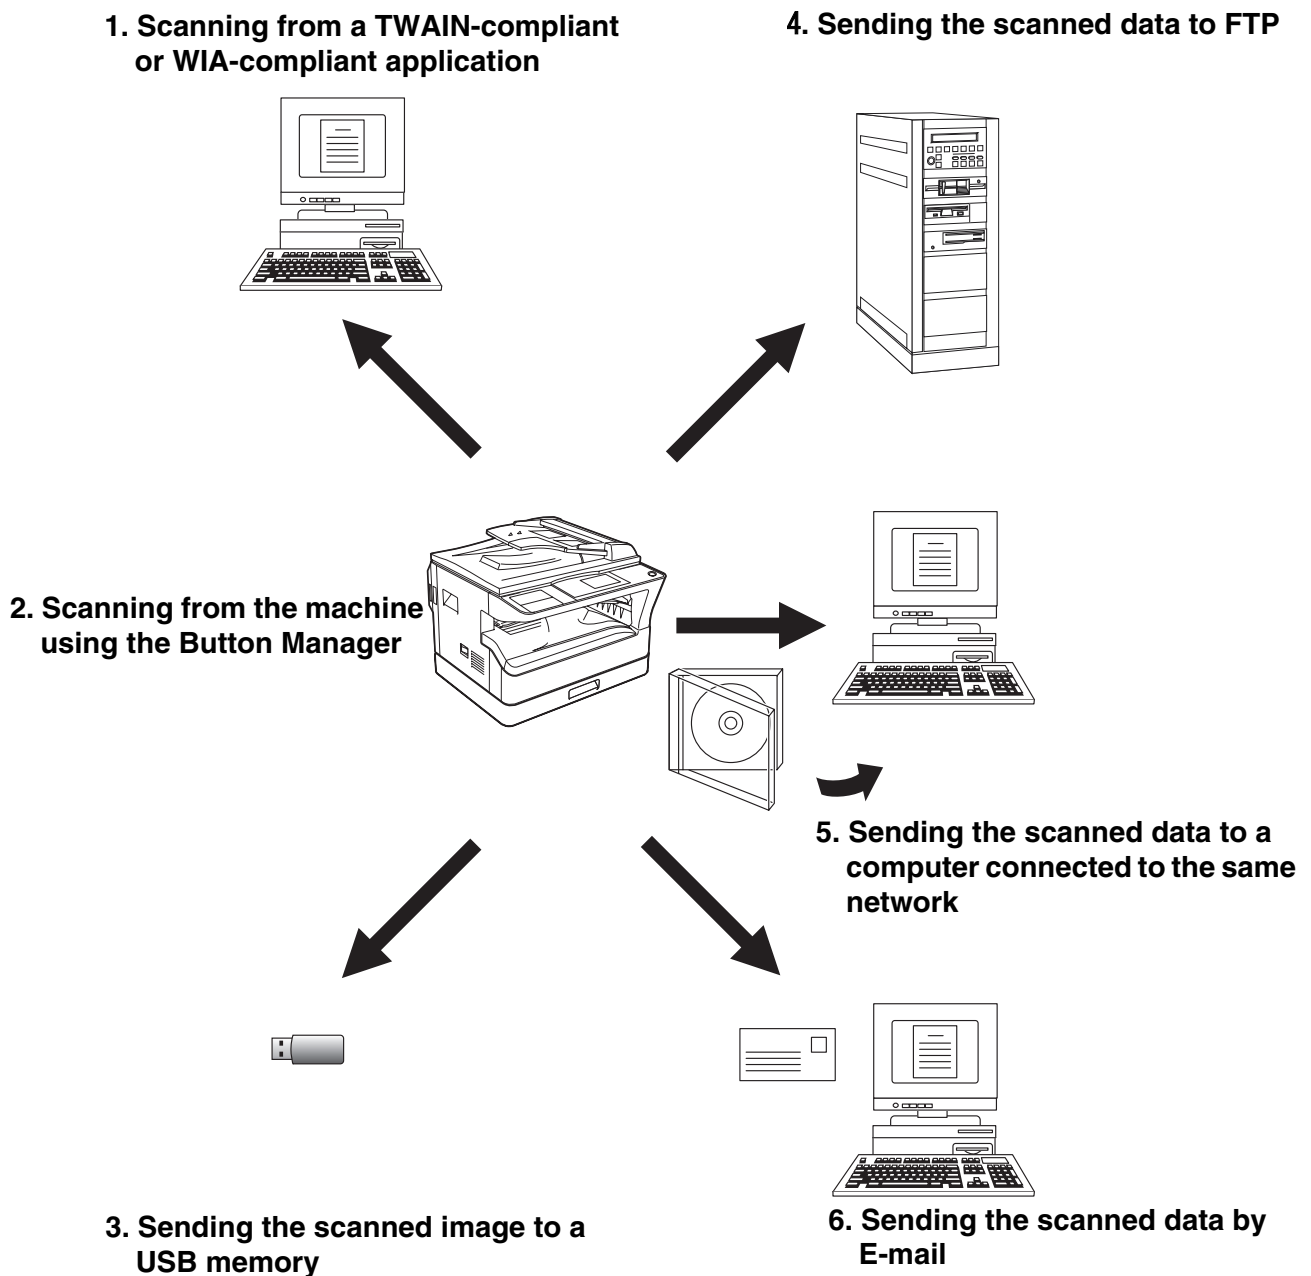 1. Scanning from a TWAIN-compliant
or WIA-compliant application
4. Sending the scanned data to FTP
2. Scanning from the machine
using the Button Manager
5. Sending the scanned data to a
computer connected to the same
network
3. Sending the scanned image to a
USB memory
6. Sending the scanned data by
E-mail